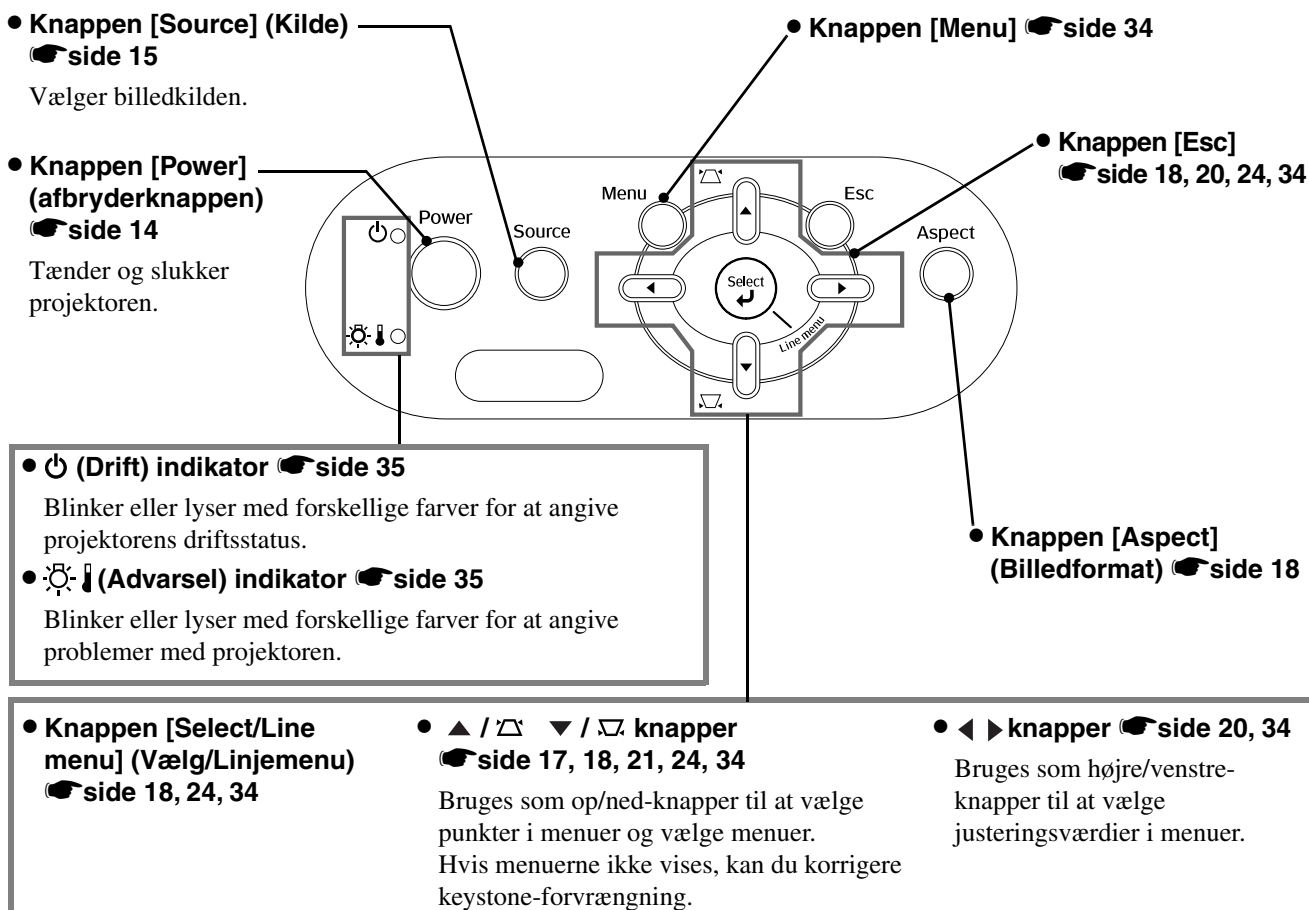 ● Knappen [Source] (Kilde)
☛side 15
Vælger billedkilden.
● Knappen [Power]
(afbryderknappen)
☛side 14
Tænder og slukker
projektoren.
● Knappen [Menu] ☛side 34
● Knappen [Esc]
☛side 18, 20, 24, 34
Power
Source
Menu
Esc
Aspect
Select
Line menu
● ⏻ (Drift) indikator ☛side 35
Blinker eller lyser med forskellige farver for at angive
projektorens driftsstatus.
● (Advarsel) indikator ☛side 35
Blinker eller lyser med forskellige farver for at angive
problemer med projektoren.
● Knappen [Aspect]
(Billedformat) ☛side 18
● Knappen [Select/Line
menu] (Vælg/Linjemenu)
☛side 18, 24, 34
● ▲ / ▼ / knapper
☛side 17, 18, 21, 24, 34
Bruges som op/ned-knapper til at vælge
punkter i menuer og vælge menuer.
Hvis menuerne ikke vises, kan du korrigere
keystone-forvrængning.
● ◀ ▶ knapper ☛side 20, 34
Bruges som højre/venstre-
knapper til at vælge
justeringsværdier i menuer.